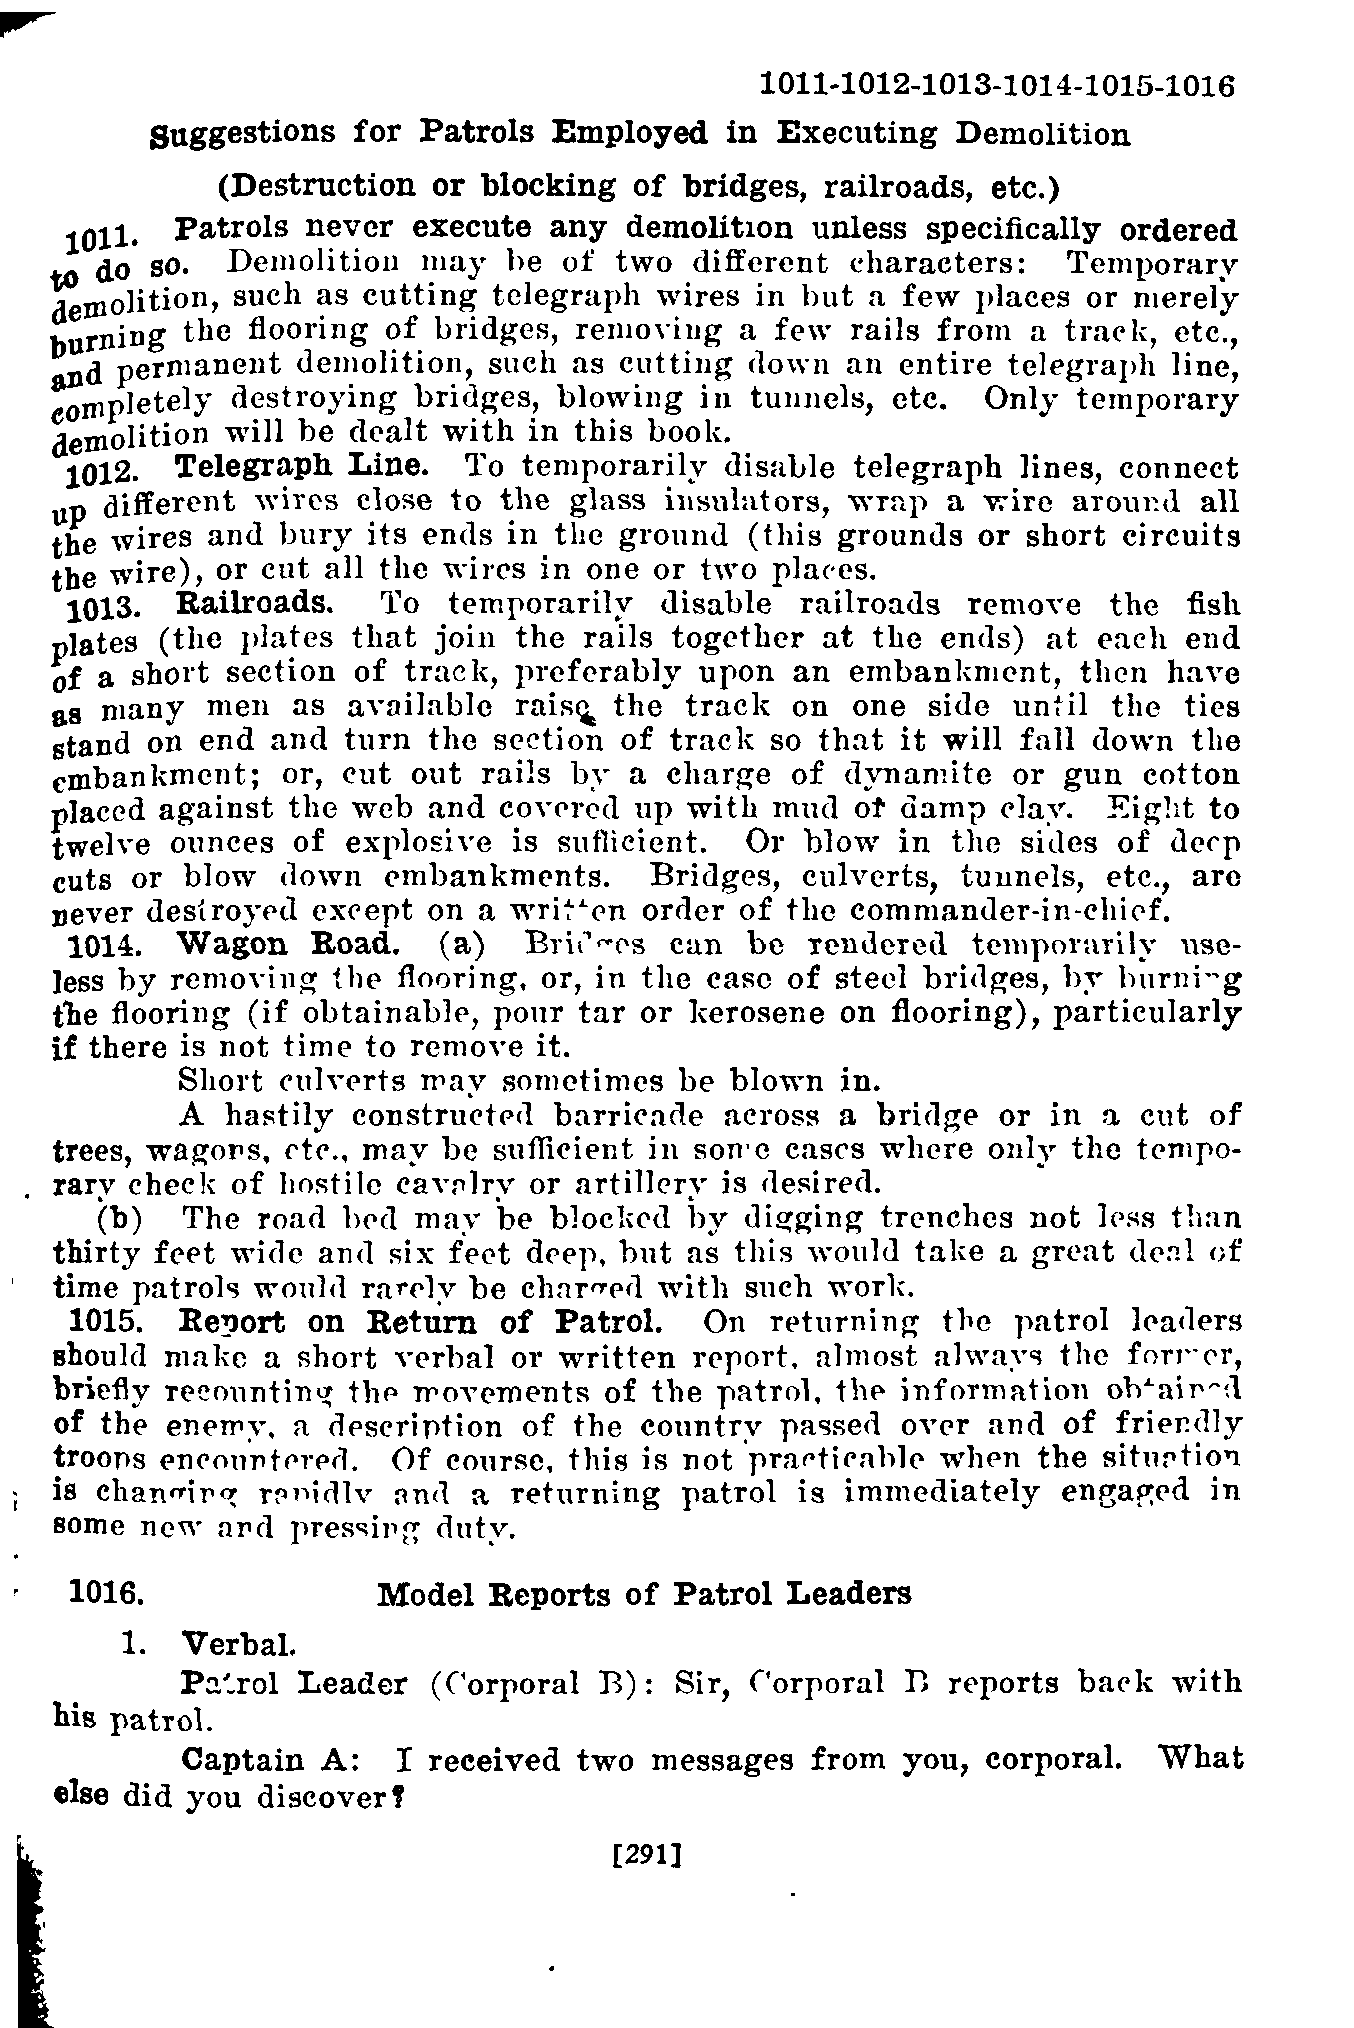 1011-1012-1013-1014-1015-1016
Suggestions for Patrols Employed in Executing Demolition
(Destruction or blocking of bridges, railroads, etc.)
1011. Patrols never execute any demolition unless specifically ordered
to do so. Demolition may be of two different characters: Temporary
demolition, such as cutting telegraph wires in but a few places or merely
burning the flooring of bridges, removing a few rails from a track, etc.,
and permanent demolition, such as cutting down an entire telegraph line,
completely destroying bridges, blowing in tunnels, etc. Only temporary
demolition will be dealt with in this book.
1012. Telegraph Line. To temporarily disable telegraph lines, connect
up different wires close to the glass insulators, wrap a wire around all
the wires and bury its ends in the ground (this grounds or short circuits
the wire), or cut all the wires in one or two places.
1013. Railroads. To temporarily disable railroads remove the fish
plates (the plates that join the rails together at the ends) at each end
of a short section of track, preferably upon an embankment, then have
as many men as available raise the track on one side until the ties
stand on end and turn the section of track so that it will fall down the
embankment; or, cut out rails by a charge of dynamite or gun cotton
placed against the web and covered up with mud or damp clay. Eight to
twelve ounces of explosive is sufficient. Or blow in the sides of deep
cuts or blow down embankments. Bridges, culverts, tunnels, etc., are
never destroyed except on a written order of the commander-in-chief.
1014. Wagon Road. (a) Bridges can be rendered temporarily use-
less by removing the flooring, or, in the case of steel bridges, by burning
the flooring (if obtainable, pour tar or kerosene on flooring), particularly
if there is not time to remove it.
Short culverts may sometimes be blown in.
A hastily constructed barricade across a bridge or in a cut of
trees, wagons, etc., may be sufficient in some cases where only the tempo-
rary check of hostile cavalry or artillery is desired.
(b) The road bed may be blocked by digging trenches not less than
thirty feet wide and six feet deep, but as this would take a great deal of
time patrols would rarely be charged with such work.
1015. Report on Return of Patrol. On returning the patrol leaders
should make a short verbal or written report, almost always the former,
briefly recounting the movements of the patrol, the information obtained
of the enemy, a description of the country passed over and of friendly
troops encountered. Of course, this is not practicable when the situation
is changing rapidly and a returning patrol is immediately engaged in
some new and pressing duty.
1016. Model Reports of Patrol Leaders
1. Verbal.
Patrol Leader (Corporal B): Sir, Corporal B reports back with
his patrol.
Captain A: I received two messages from you, corporal. What
else did you discover?
[291]